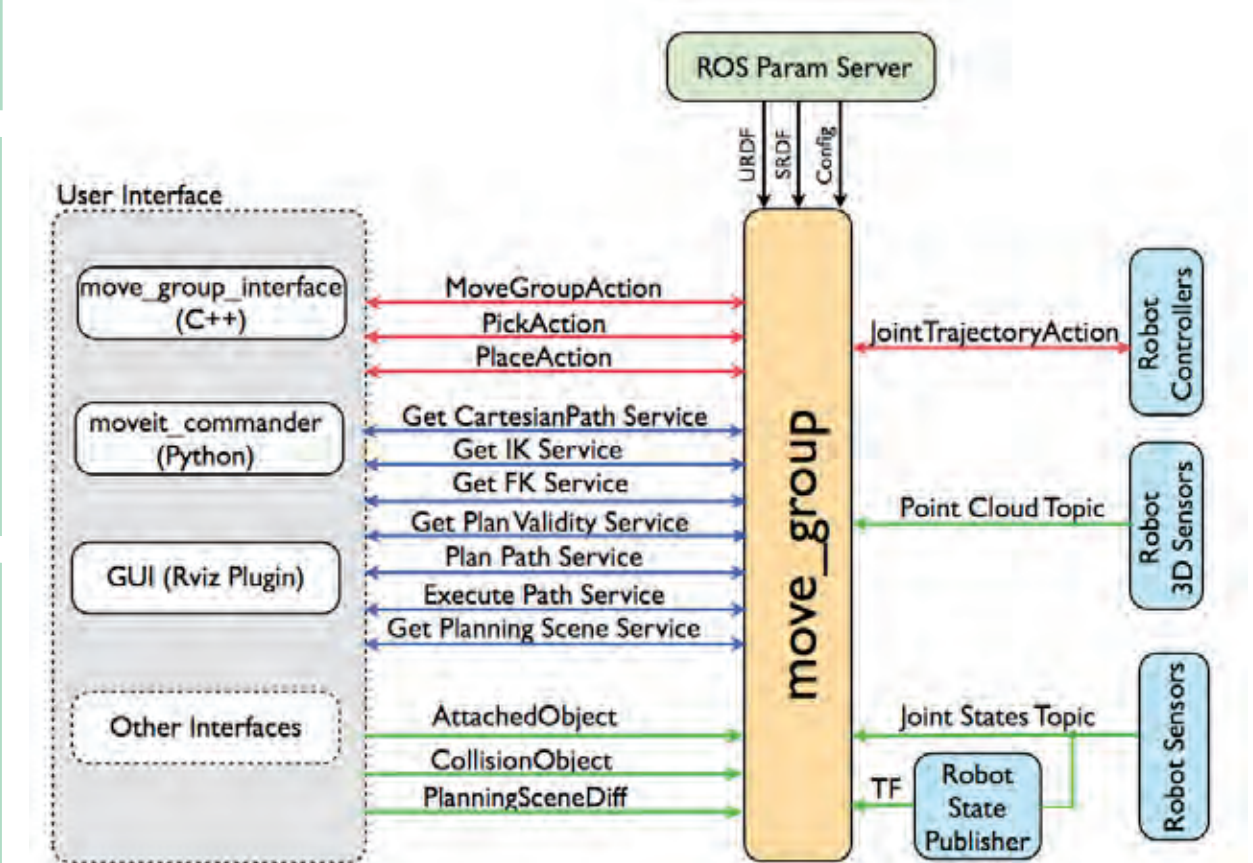 ROS Param Server
URDF
SRDF
Config
User Interface
move_group_interface
(C++)
moveit_commander
(Python)
GUI (Rviz Plugin)
Other Interfaces
MoveGroupAction
PickAction
PlaceAction
Get CartesianPath Service
Get IK Service
Get FK Service
Get Plan Validity Service
Plan Path Service
Execute Path Service
Get Planning Scene Service
AttachedObject
CollisionObject
PlanningSceneDiff
move_group
JointTrajectoryAction
Robot
Controllers
Point Cloud Topic
Robot
3D Sensors
Joint States Topic
Robot Sensors
TF
Robot
State
Publisher